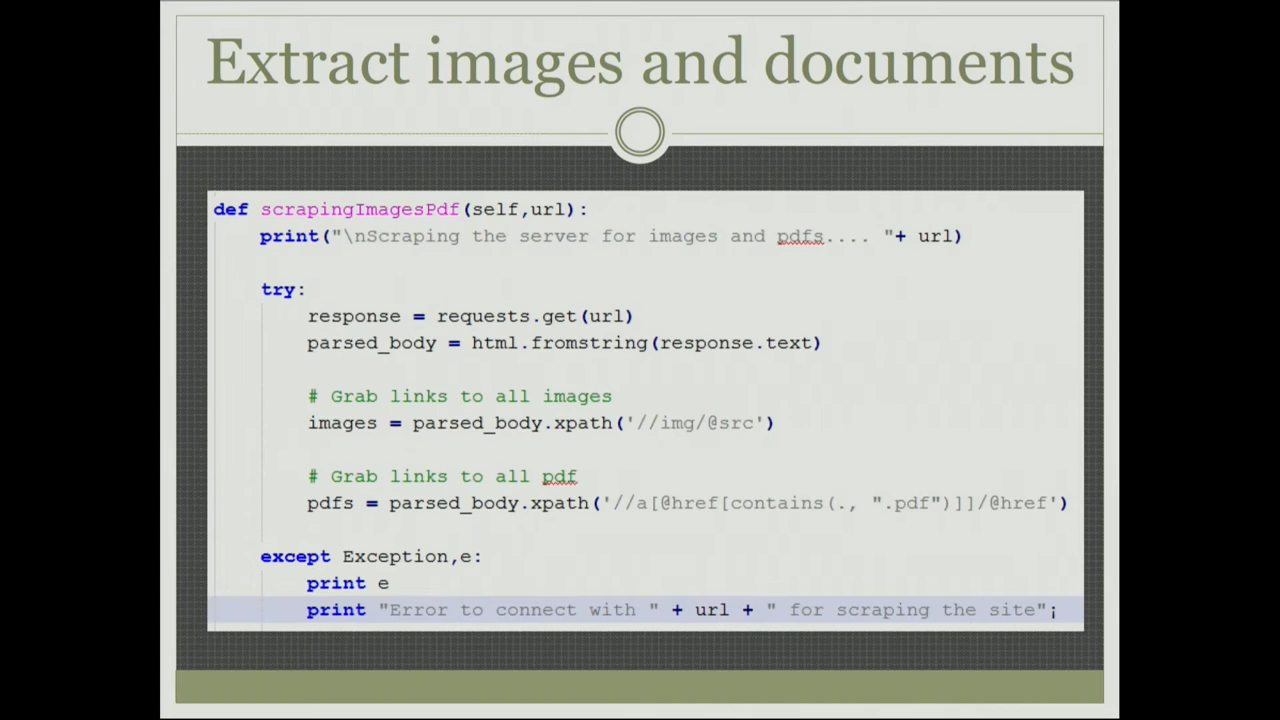 Extract images and documents
def scrapingImagesPdf(self,url):
print("\nScraping the server for images and pdfs.... "+ url)
try:
response = requests.get(url)
parsed_body = html.fromstring(response.text)
# Grab links to all images
images = parsed_body.xpath('//img/@src')
# Grab links to all pdf
pdfs = parsed_body.xpath('//a[@href[contains(., ".pdf")]]/@href')
except Exception,e:
print e
print "Error to connect with " + url + " for scraping the site";